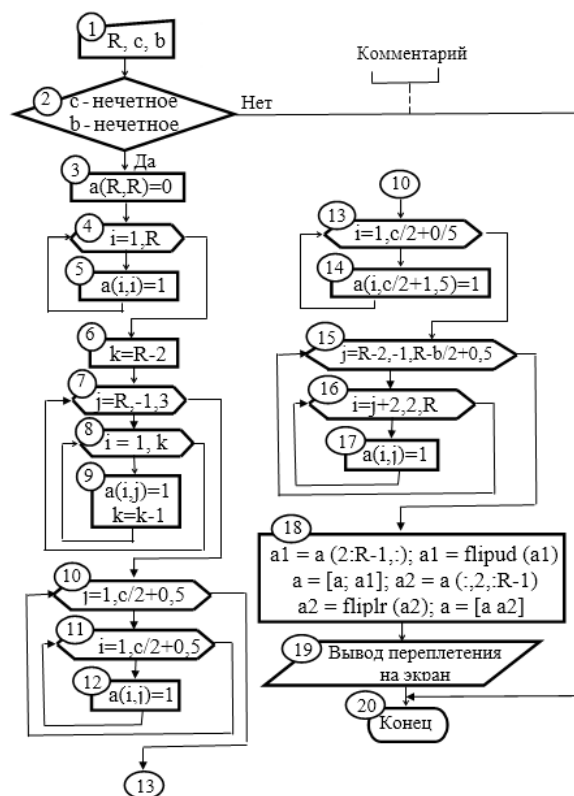 1
R, c, b
Комментарий
2
c - нечетное
b - нечетное
Нет
Да
3
a(R,R)=0
4
i=1,R
5
a(i,i)=1
6
k=R-2
7
j=R,-1,3
8
i = 1, k
9
a(i,j)=1
k=k-1
10
j=1,c/2+0,5
11
i=1,c/2+0,5
12
a(i,j)=1
13
10
13
i=1,c/2+0/5
14
a(i,c/2+1,5)=1
15
j=R-2,-1,R-b/2+0,5
16
i=j+2,2,R
17
a(i,j)=1
18
a1 = a (2:R-1,:); a1 = flipud (a1)
a = [a; a1]; a2 = a (:,2,:R-1)
a2 = fliplr (a2); a = [a a2]
19
Вывод переплетения
на экран
20
Конец